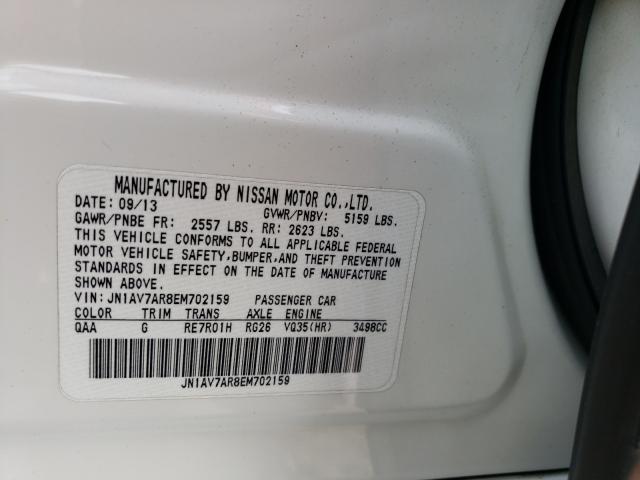 MANUFACTURED BY NISSAN MOTOR CO.,LTD.
DATE: 09/13 GVWR/PNBV: 5159 LBS.
GAWR/PNBE FR: 2557 LBS. RR: 2623 LBS.
THIS VEHICLE CONFORMS TO ALL APPLICABLE FEDERAL
MOTOR VEHICLE SAFETY,BUMPER,AND THEFT PREVENTION
STANDARDS IN EFFECT ON THE DATE OF MANUFACTURE
SHOWN ABOVE.
VIN: JN1AV7AR8EM702159 PASSENGER CAR
COLOR TRIM TRANS AXLE ENGINE
QAA G RE7R01H RG26 VQ35(HR) 3498CC
JN1AV7AR8EM702159